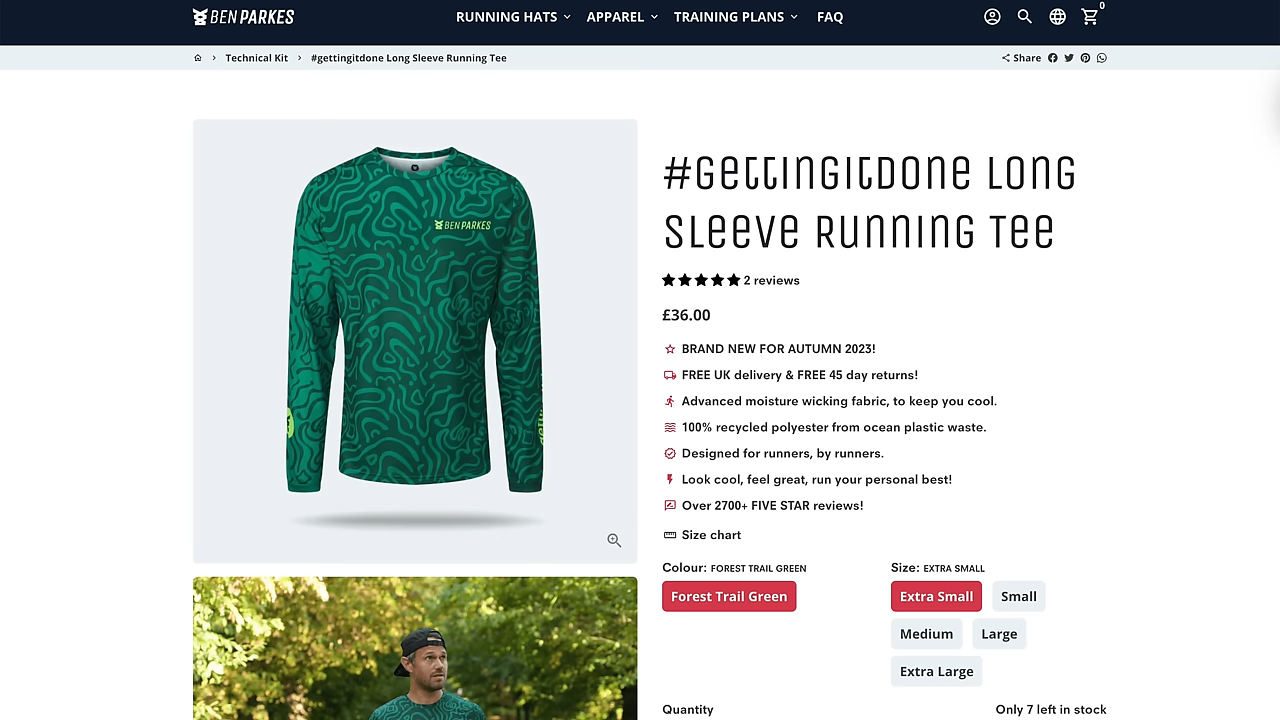 BEN PARKES
RUNNING HATS
APPAREL
TRAINING PLANS
FAQ
0
Technical Kit
#gettingitdone Long Sleeve Running Tee
Share
BEN PARKES
#GettingitDone Long
Sleeve Running Tee
2 reviews
£36.00
BRAND NEW FOR AUTUMN 2023!
FREE UK delivery & FREE 45 day returns!
Advanced moisture wicking fabric, to keep you cool.
100% recycled polyester from ocean plastic waste.
Designed for runners, by runners.
Look cool, feel great, run your personal best!
Over 2700+ FIVE STAR reviews!
Size chart
Colour: FOREST TRAIL GREEN
Forest Trail Green
Size: EXTRA SMALL
Extra Small
Small
Medium
Large
Extra Large
Quantity
Only 7 left in stock